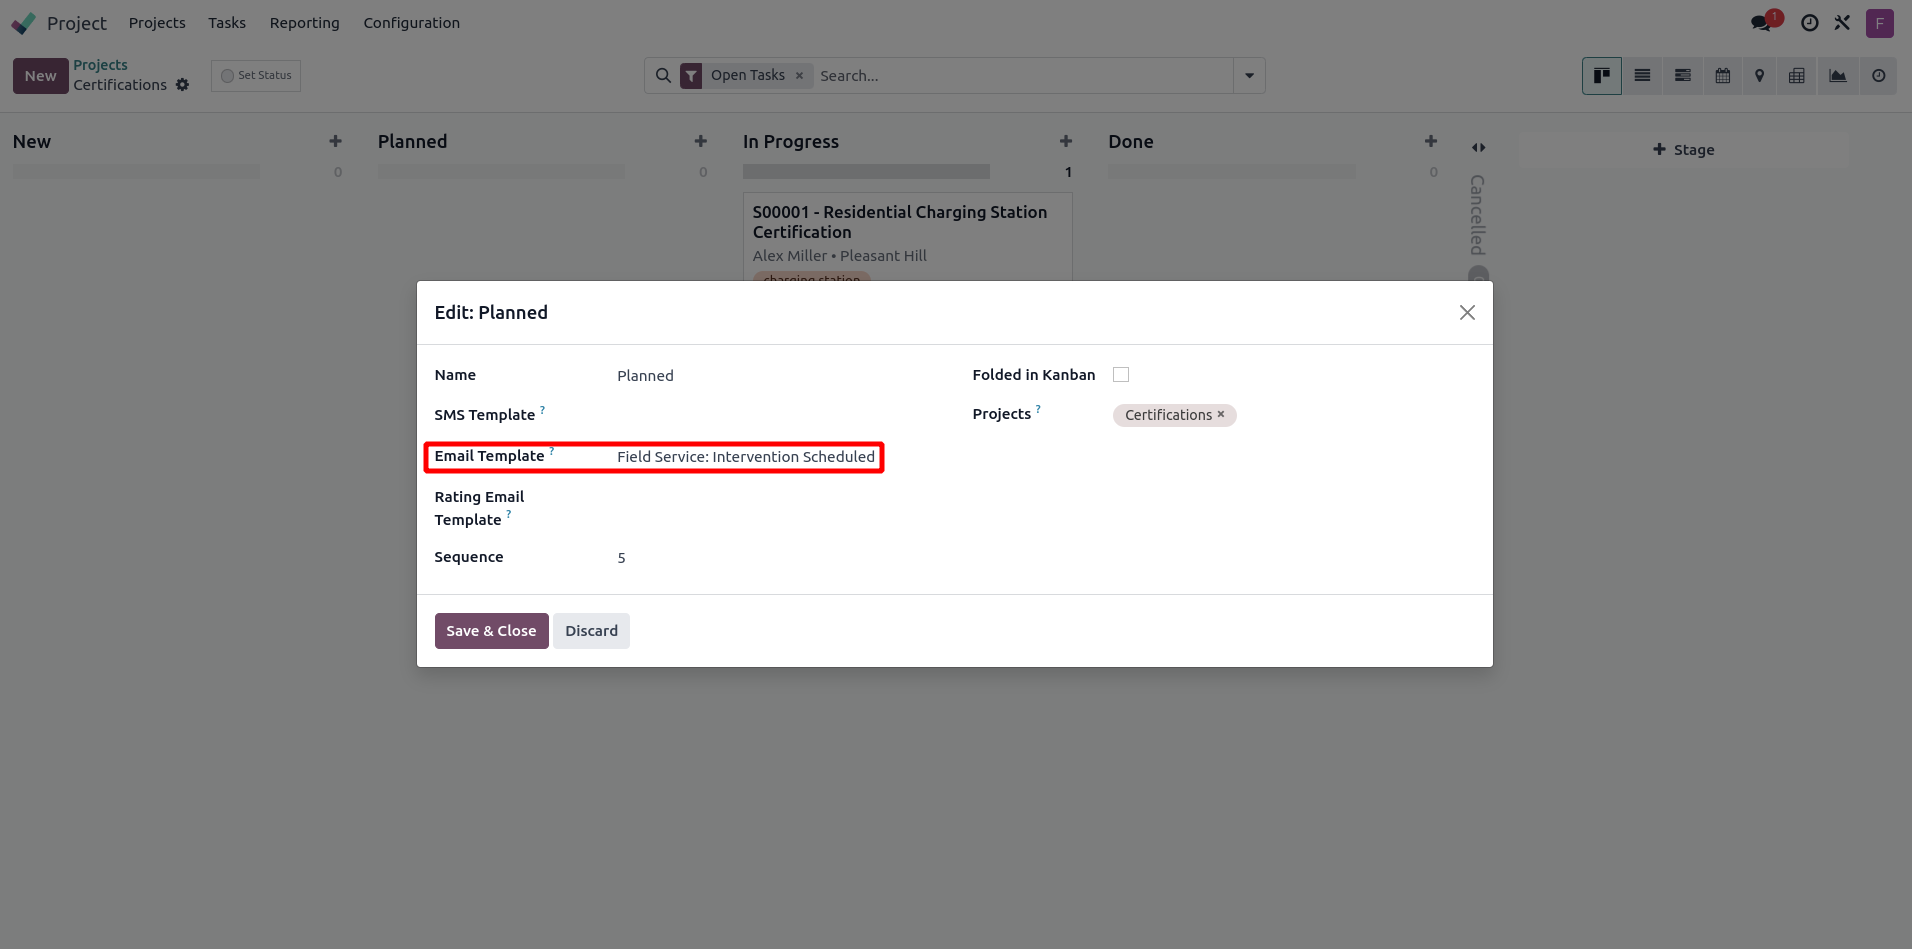 Project Projects Tasks Reporting Configuration 1 F
New Projects Certifications Set Status Open Tasks × Search...
New 0
Planned 0
In Progress 1
Done 0
Cancelled
Stage
S00001 - Residential Charging Station
Certification
Alex Miller • Pleasant Hill
charging station
Edit: Planned
Name Planned
SMS Template ?
Email Template ? Field Service: Intervention Scheduled
Rating Email
Template ?
Sequence 5
Folded in Kanban
Projects ? Certifications ×
Save & Close Discard